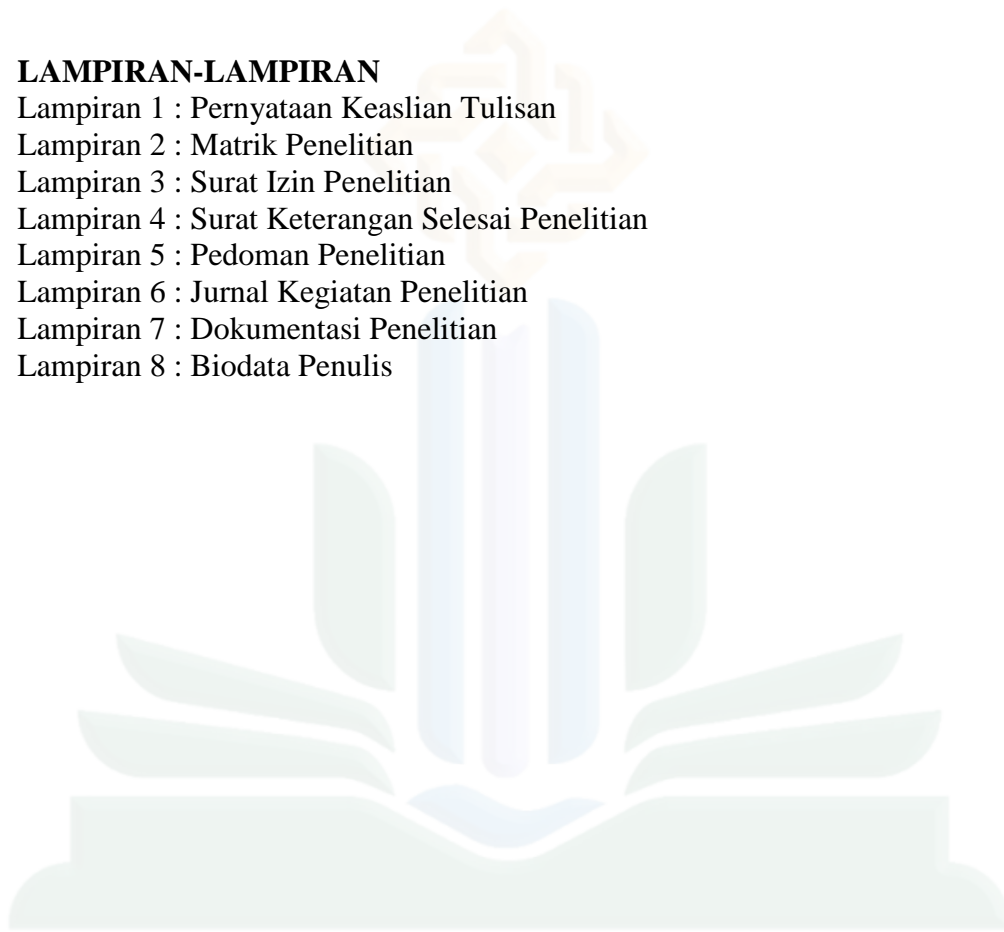 LAMPIRAN-LAMPIRAN
Lampiran 1 : Pernyataan Keaslian Tulisan
Lampiran 2 : Matrik Penelitian
Lampiran 3 : Surat Izin Penelitian
Lampiran 4 : Surat Keterangan Selesai Penelitian
Lampiran 5 : Pedoman Penelitian
Lampiran 6 : Jurnal Kegiatan Penelitian
Lampiran 7 : Dokumentasi Penelitian
Lampiran 8 : Biodata Penulis